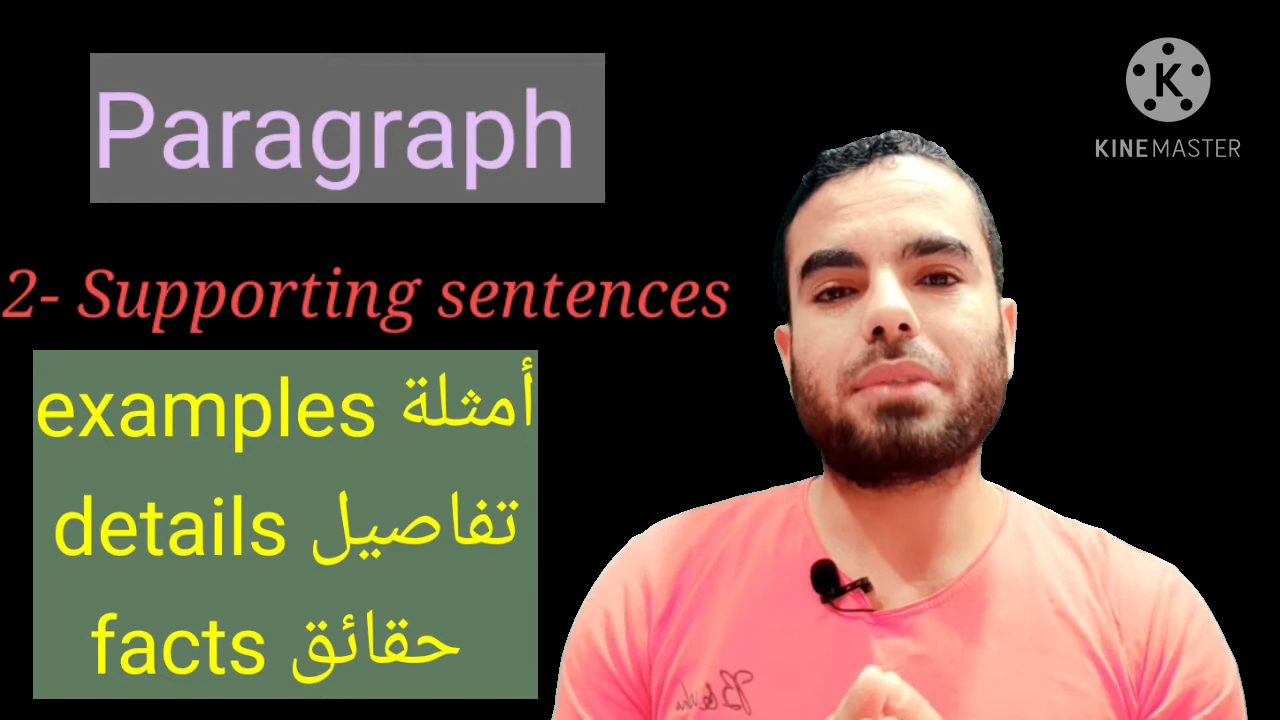 Paragraph
K
KINEMASTER
2- Supporting sentences
examples أمثلة
details تفاصيل
facts حقائق